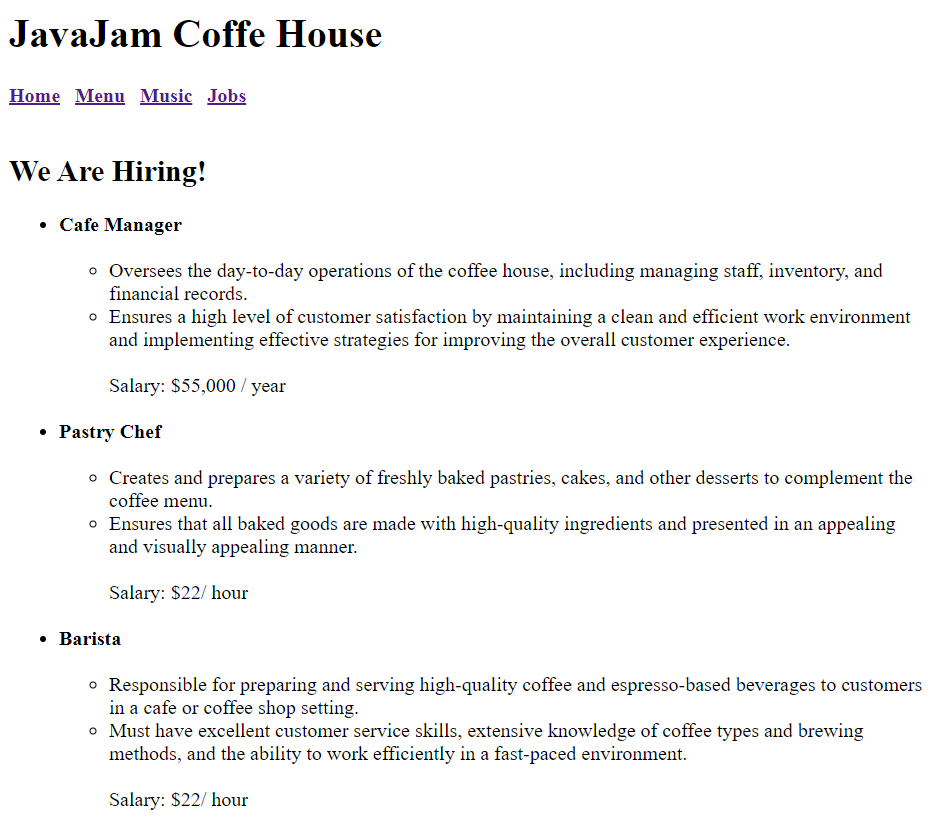 JavaJam Coffe House
Home Menu Music Jobs
We Are Hiring!
Cafe Manager
Oversees the day-to-day operations of the coffee house, including managing staff, inventory, and
financial records.
Ensures a high level of customer satisfaction by maintaining a clean and efficient work environment
and implementing effective strategies for improving the overall customer experience.
Salary: $55,000 / year
Pastry Chef
Creates and prepares a variety of freshly baked pastries, cakes, and other desserts to complement the
coffee menu.
Ensures that all baked goods are made with high-quality ingredients and presented in an appealing
and visually appealing manner.
Salary: $22/ hour
Barista
Responsible for preparing and serving high-quality coffee and espresso-based beverages to customers
in a cafe or coffee shop setting.
Must have excellent customer service skills, extensive knowledge of coffee types and brewing
methods, and the ability to work efficiently in a fast-paced environment.
Salary: $22/ hour